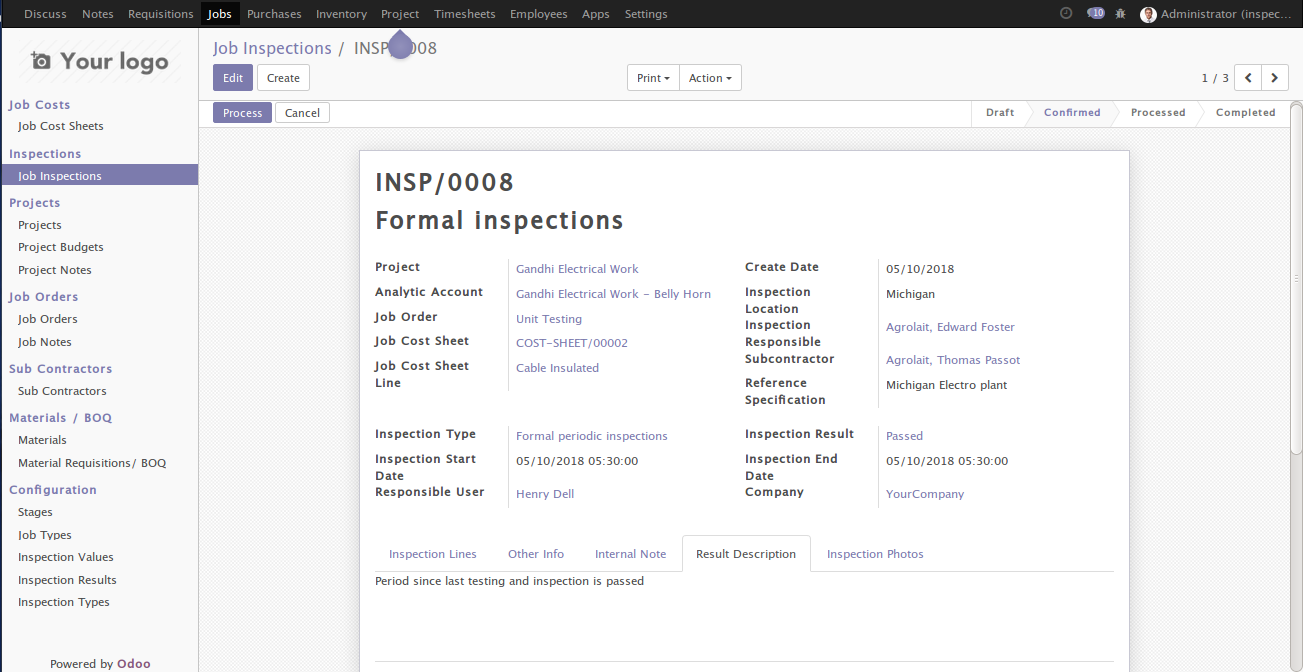 Discuss Notes Requisitions Jobs Purchases Inventory Project Timesheets Employees Apps Settings 10 Administrator (inspec...
Your logo
Job Costs
Job Cost Sheets
Inspections
Job Inspections
Projects
Projects
Project Budgets
Project Notes
Job Orders
Job Orders
Job Notes
Sub Contractors
Sub Contractors
Materials / BOQ
Materials
Material Requisitions/ BOQ
Configuration
Stages
Job Types
Inspection Values
Inspection Results
Inspection Types
Powered by Odoo
Job Inspections / INSP/0008
Edit Create Print Action 1 / 3
Process Cancel Draft Confirmed Processed Completed
INSP/0008
Formal inspections
Project Gandhi Electrical Work
Analytic Account Gandhi Electrical Work - Belly Horn
Job Order Unit Testing
Job Cost Sheet COST-SHEET/00002
Job Cost Sheet Cable Insulated
Line
Create Date 05/10/2018
Inspection Michigan
Location
Inspection Agrolait, Edward Foster
Responsible
Subcontractor Agrolait, Thomas Passot
Reference Michigan Electro plant
Specification
Inspection Type Formal periodic inspections
Inspection Start 05/10/2018 05:30:00
Date
Responsible User Henry Dell
Inspection Result Passed
Inspection End 05/10/2018 05:30:00
Date
Company YourCompany
Inspection Lines Other Info Internal Note Result Description Inspection Photos
Period since last testing and inspection is passed